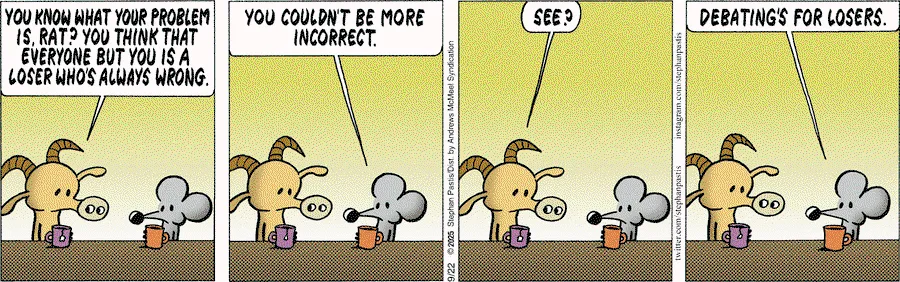 YOU KNOW WHAT YOUR PROBLEM
IS, RAT? YOU THINK THAT
EVERYONE BUT YOU IS A
LOSER WHO'S ALWAYS WRONG.
YOU COULDN'T BE MORE
INCORRECT.
9/22 © 2025 Stephan Pastis/Dist. by Andrews McMeel Syndication
SEE?
twitter.com/stephanpastis instagram.com/stephanpastis
DEBATING'S FOR LOSERS.